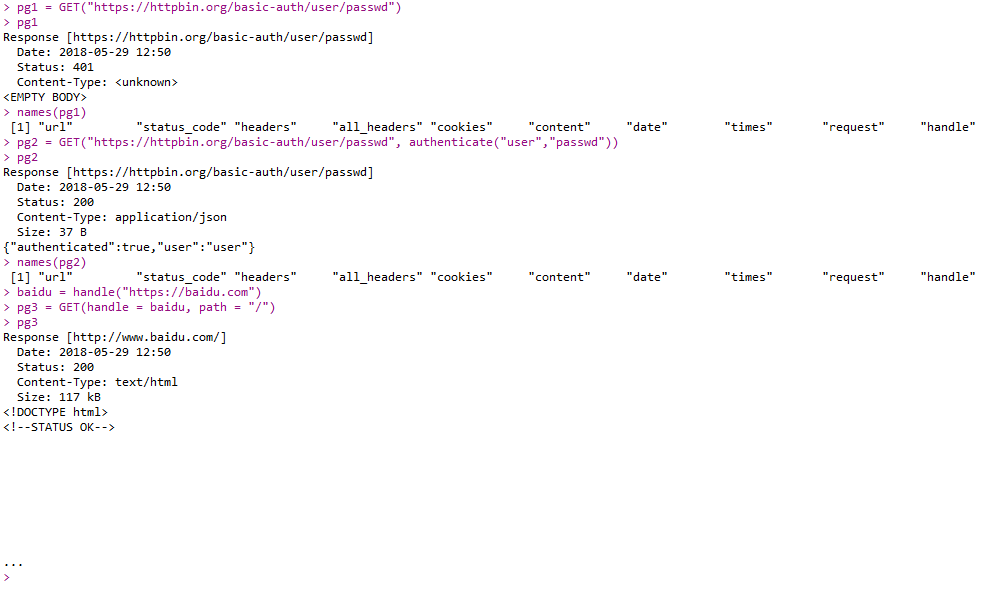 > pg1 = GET("https://httpbin.org/basic-auth/user/passwd")
> pg1
Response [https://httpbin.org/basic-auth/user/passwd]
  Date: 2018-05-29 12:50
  Status: 401
  Content-Type: <unknown>
<EMPTY BODY>
> names(pg1)
 [1] "url"         "status_code" "headers"     "all_headers" "cookies"     "content"     "date"        "times"       "request"     "handle"
> pg2 = GET("https://httpbin.org/basic-auth/user/passwd", authenticate("user","passwd"))
> pg2
Response [https://httpbin.org/basic-auth/user/passwd]
  Date: 2018-05-29 12:50
  Status: 200
  Content-Type: application/json
  Size: 37 B
{"authenticated":true,"user":"user"}
> names(pg2)
 [1] "url"         "status_code" "headers"     "all_headers" "cookies"     "content"     "date"        "times"       "request"     "handle"
> baidu = handle("https://baidu.com")
> pg3 = GET(handle = baidu, path = "/")
> pg3
Response [http://www.baidu.com/]
  Date: 2018-05-29 12:50
  Status: 200
  Content-Type: text/html
  Size: 117 kB
<!DOCTYPE html>
<!--STATUS OK-->
...
>